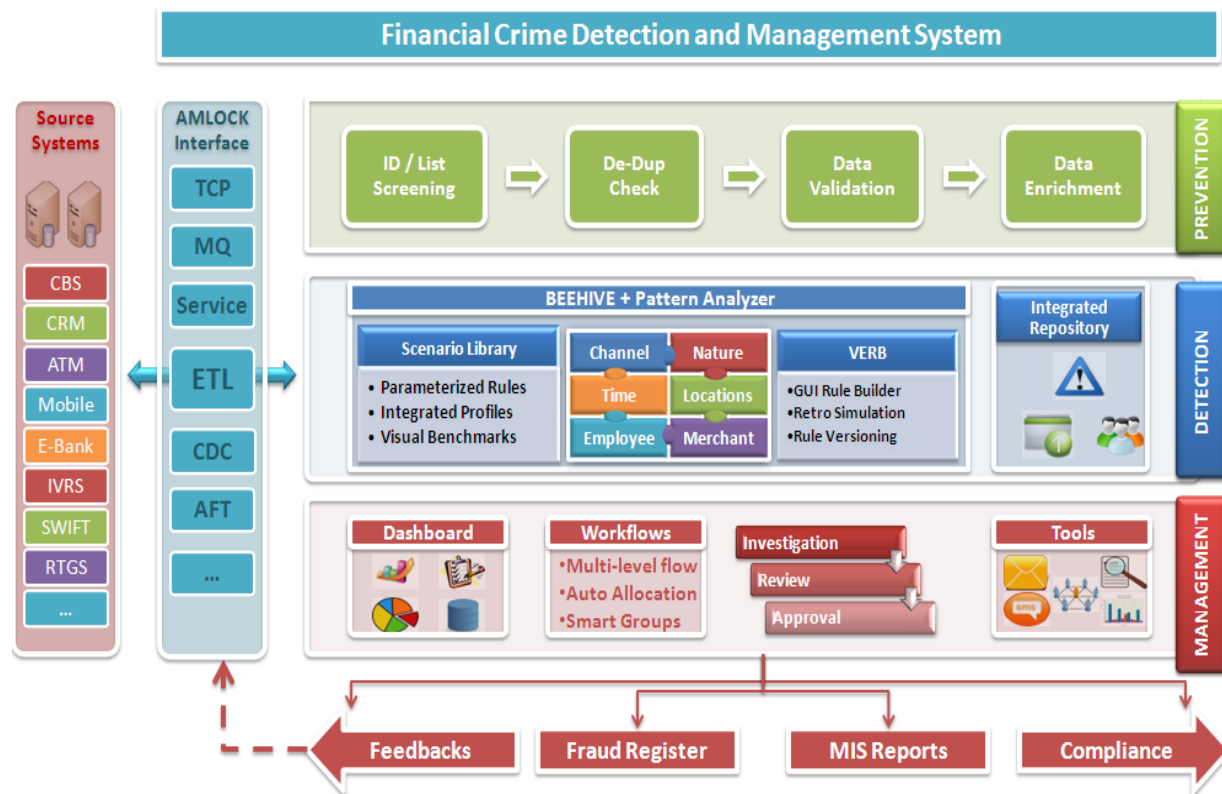 Financial Crime Detection and Management System
Source
Systems
CBS
CRM
ATM
Mobile
E-Bank
IVRS
SWIFT
RTGS
...
AMLOCK
Interface
TCP
MQ
Service
ETL
CDC
AFT
...
ID / List
Screening
De-Dup
Check
Data
Validation
Data
Enrichment
PREVENTION
BEEHIVE + Pattern Analyzer
Scenario Library
• Parameterized Rules
• Integrated Profiles
• Visual Benchmarks
Channel
Nature
Time
Locations
Employee
Merchant
VERB
•GUI Rule Builder
•Retro Simulation
•Rule Versioning
Integrated
Repository
DETECTION
Dashboard
Workflows
•Multi-level flow
•Auto Allocation
•Smart Groups
Investigation
Review
Approval
Tools
sms
MANAGEMENT
Feedbacks
Fraud Register
MIS Reports
Compliance